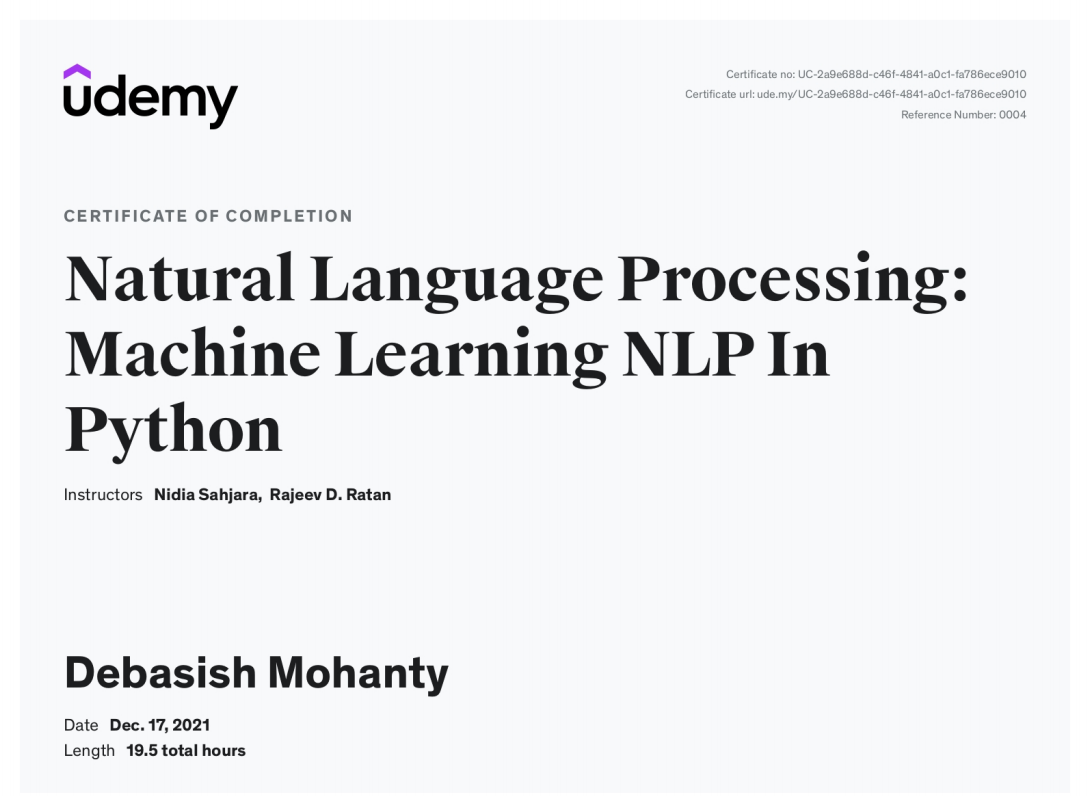 udemy
Certificate no: UC-2a9e688d-c46f-4841-a0c1-fa786ece9010
Certificate url: ude.my/UC-2a9e688d-c46f-4841-a0c1-fa786ece9010
Reference Number: 0004
CERTIFICATE OF COMPLETION
Natural Language Processing:
Machine Learning NLP In
Python
Instructors Nidia Sahjara, Rajeev D. Ratan
Debasish Mohanty
Date Dec. 17, 2021
Length 19.5 total hours